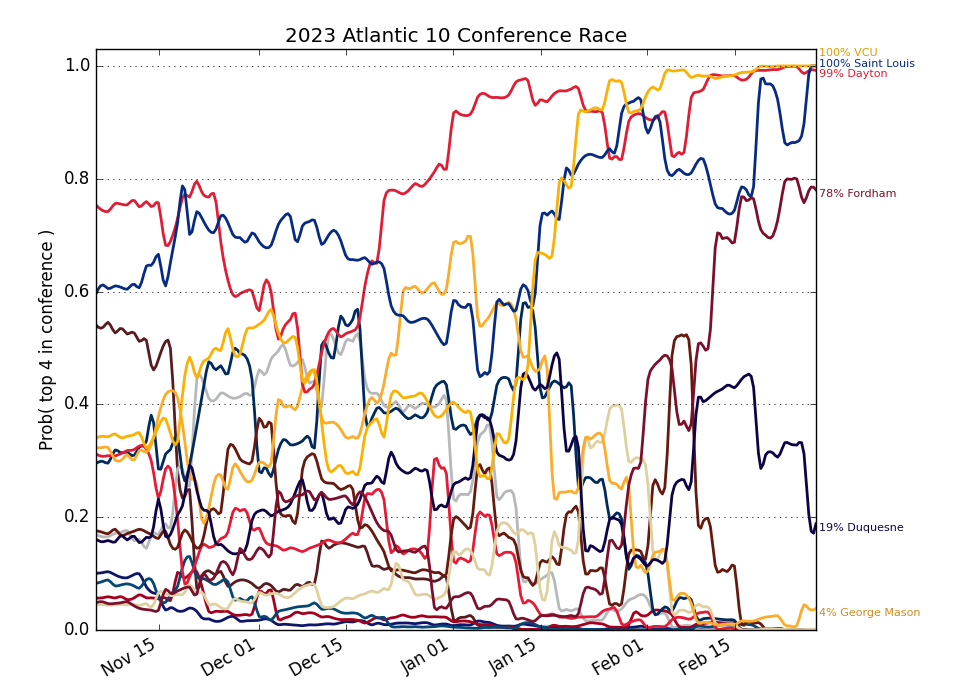 2023 Atlantic 10 Conference Race
Prob( top 4 in conference )
1.0
0.8
0.6
0.4
0.2
0.0
Nov 15
Dec 01
Dec 15
Jan 01
Jan 15
Feb 01
Feb 15
100% VCU
100% Saint Louis
99% Dayton
78% Fordham
19% Duquesne
4% George Mason